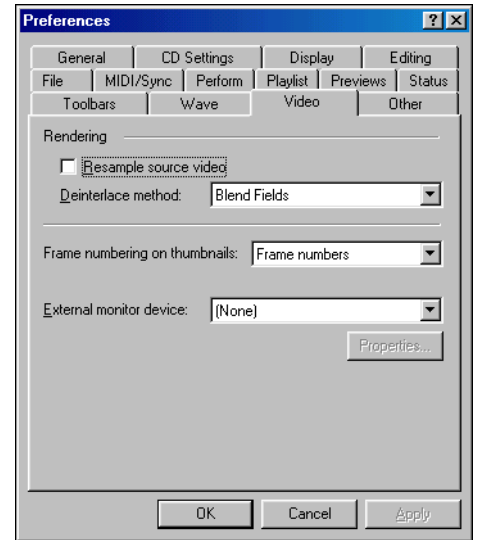 Preferences
General CD Settings Display Editing
File MIDI/Sync Perform Playlist Previews Status
Toolbars Wave Video Other
Rendering
Resample source video
Deinterlace method: Blend Fields
Frame numbering on thumbnails: Frame numbers
External monitor device: (None)
Properties...
OK Cancel Apply